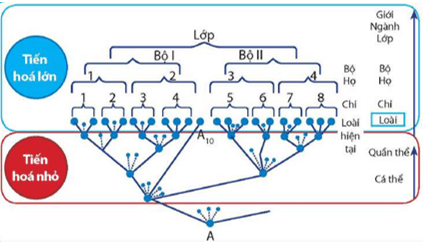 Tiến
hoá lớn
Tiến
hoá nhỏ
Lớp
Bộ I
Bộ II
1
2
3
4
1
2
3
4
5
6
7
8
A10
A
Bộ
Họ
Chi
Loài
hiện
tại
Giới
Ngành
Lớp
Bộ
Họ
Chi
Loài
Quần thể
Cá thể